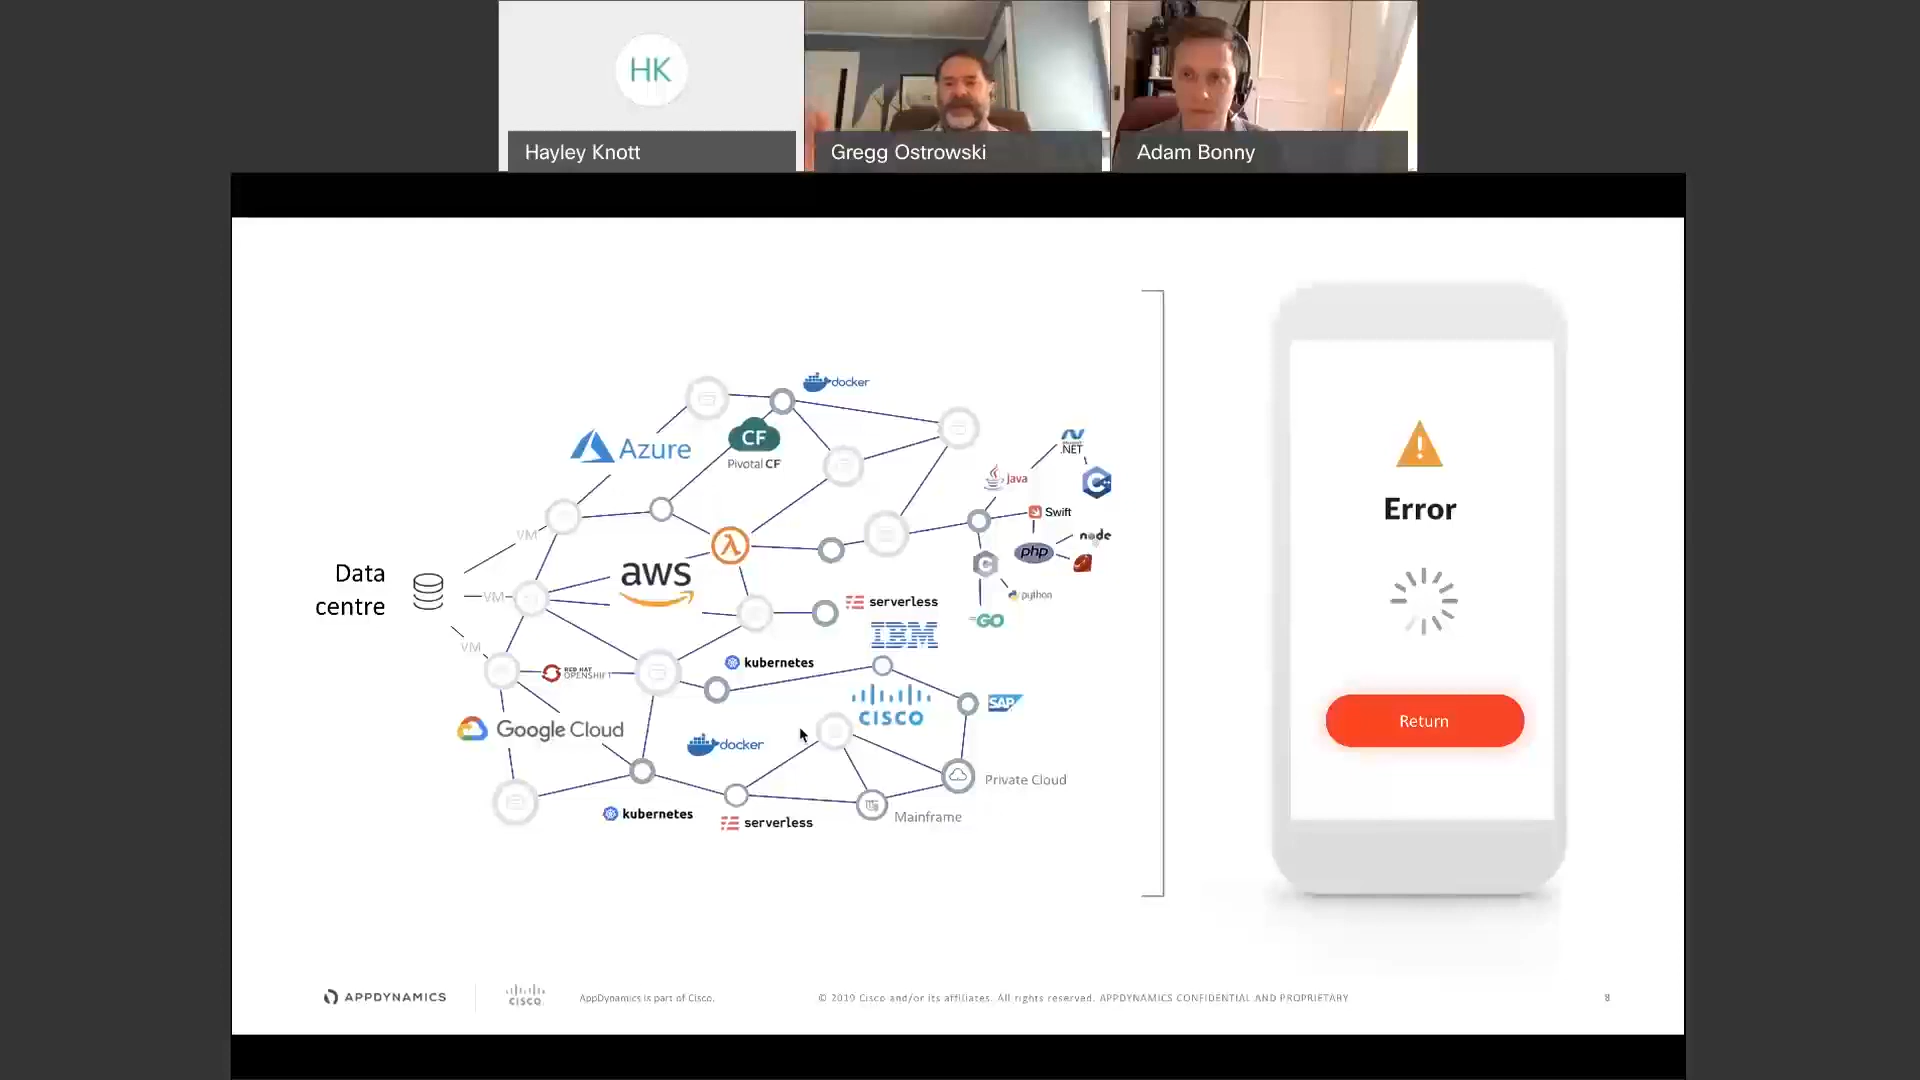 HK
Hayley Knott
Gregg Ostrowski
Adam Bonny
docker
Azure
CF
Pivotal CF
.NET
Java
C
Swift
VM
node
php
Data
centre
aws
VM
C
python
serverless
GO
IBM
VM
kubernetes
RED HAT
OPENSHIFT
SAP
CISCO
Google Cloud
docker
Private Cloud
kubernetes
serverless
Mainframe
Error
Return
APPDYNAMICS
CISCO
AppDynamics is part of Cisco.
© 2019 Cisco and/or its affiliates. All rights reserved. APPDYNAMICS CONFIDENTIAL AND PROPRIETARY
8